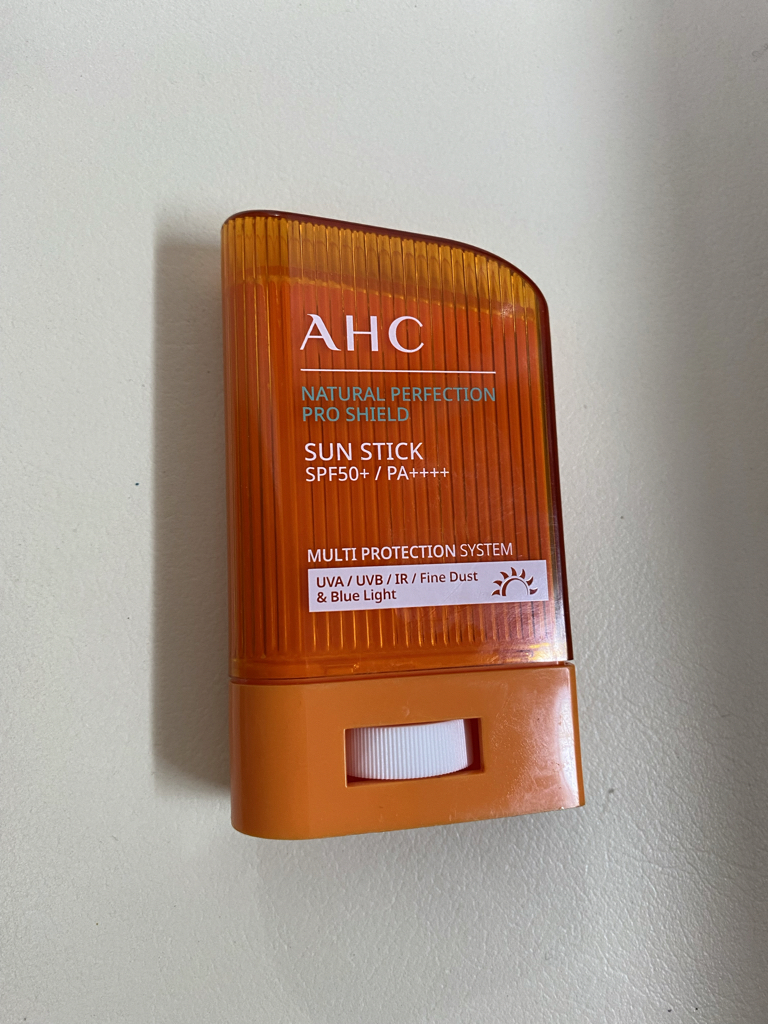 AHC
NATURAL PERFECTION
PRO SHIELD
SUN STICK
SPF50+ / PA++++
MULTI PROTECTION SYSTEM
UVA / UVB / IR / Fine Dust
& Blue Light